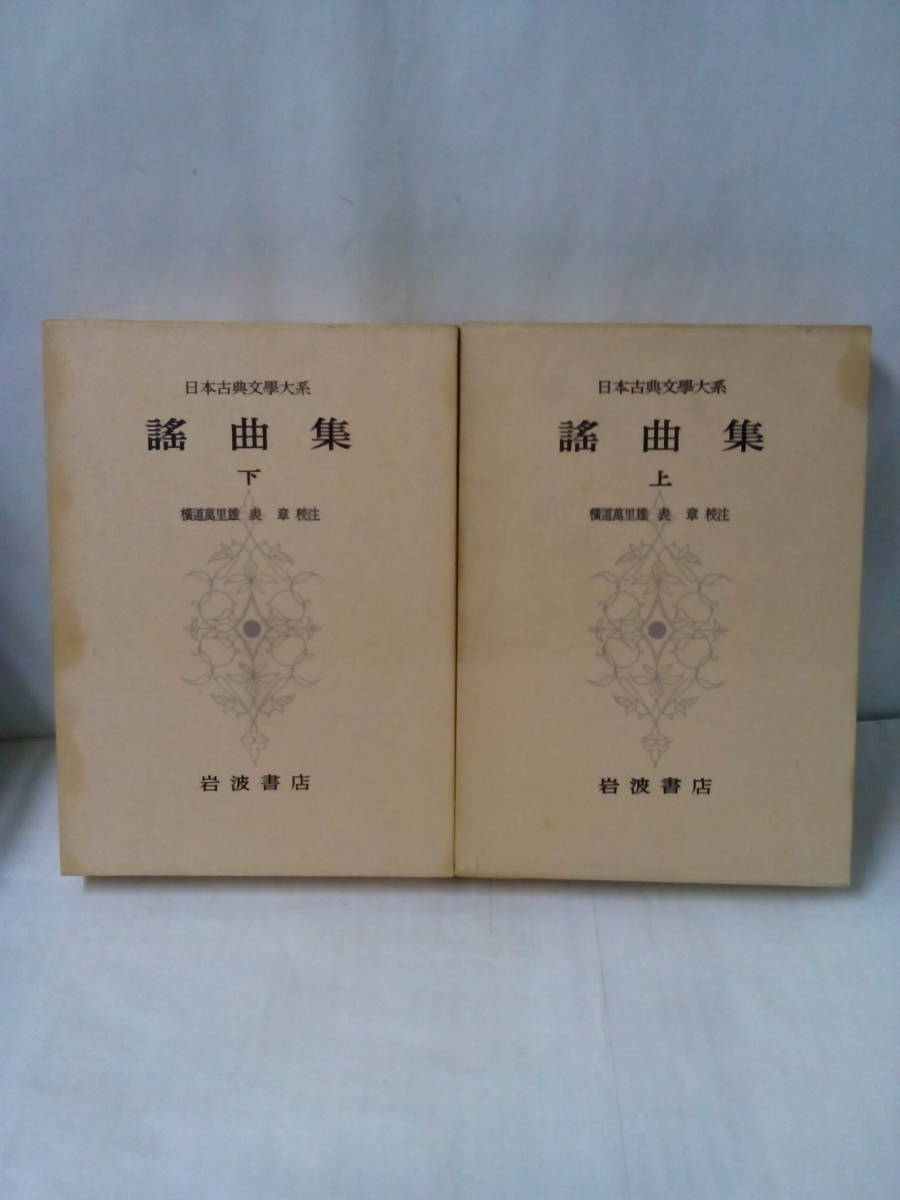 日本古典文學大系
謠曲集
下
橫道萬里雄 表 章 校注
岩波書店
日本古典文學大系
謠曲集
上
橫道萬里雄 表 章 校注
岩波書店